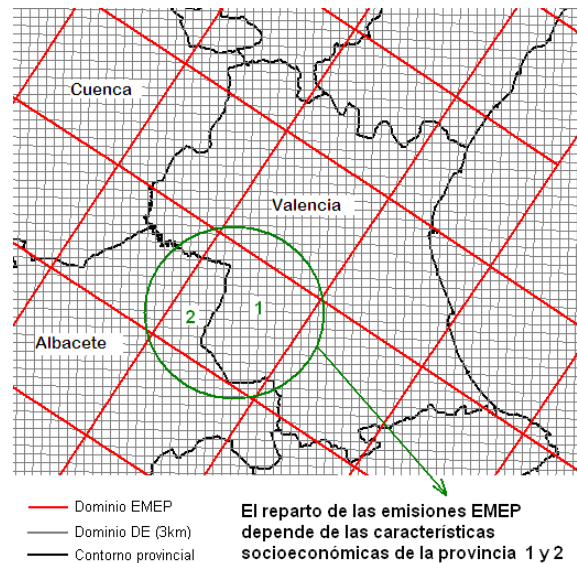 Cuenca
Valencia
2
1
Albacete
Dominio EMEP
Dominio DE (3km)
Contorno provincial
El reparto de las emisiones EMEP
depende de las características
socioeconómicas de la provincia 1 y 2